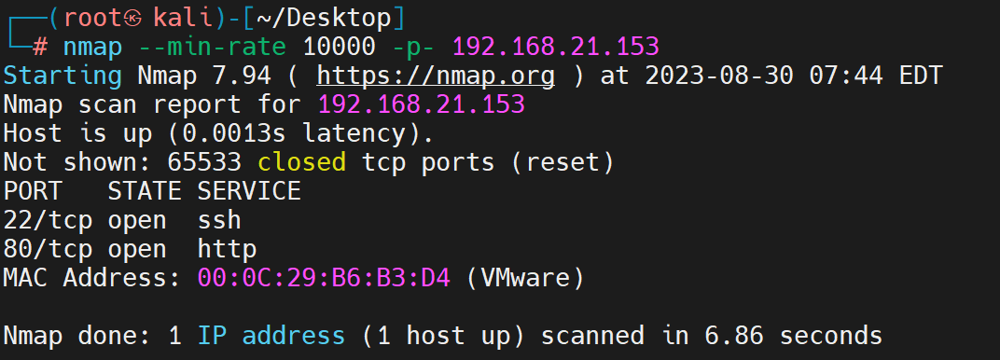 ┌──(root㉿kali)-[~/Desktop]
└─# nmap --min-rate 10000 -p- 192.168.21.153
Starting Nmap 7.94 ( https://nmap.org ) at 2023-08-30 07:44 EDT
Nmap scan report for 192.168.21.153
Host is up (0.0013s latency).
Not shown: 65533 closed tcp ports (reset)
PORT   STATE SERVICE
22/tcp open  ssh
80/tcp open  http
MAC Address: 00:0C:29:B6:B3:D4 (VMware)
Nmap done: 1 IP address (1 host up) scanned in 6.86 seconds